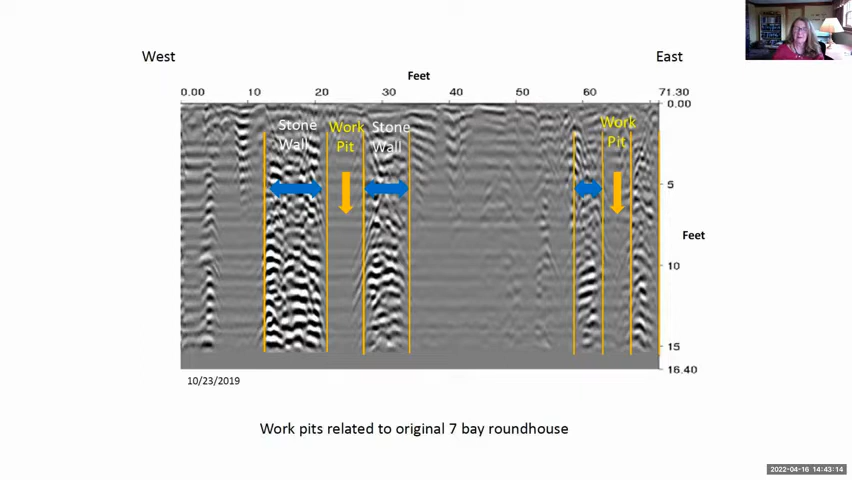 West
East
Feet
0.00 10 20 30 40 50 60 71.30
0.00
Stone
Wall
Work
Pit
Stone
Wall
Work
Pit
5
Feet
10
15
16.40
10/23/2019
Work pits related to original 7 bay roundhouse
2022-04-16 14:43:14